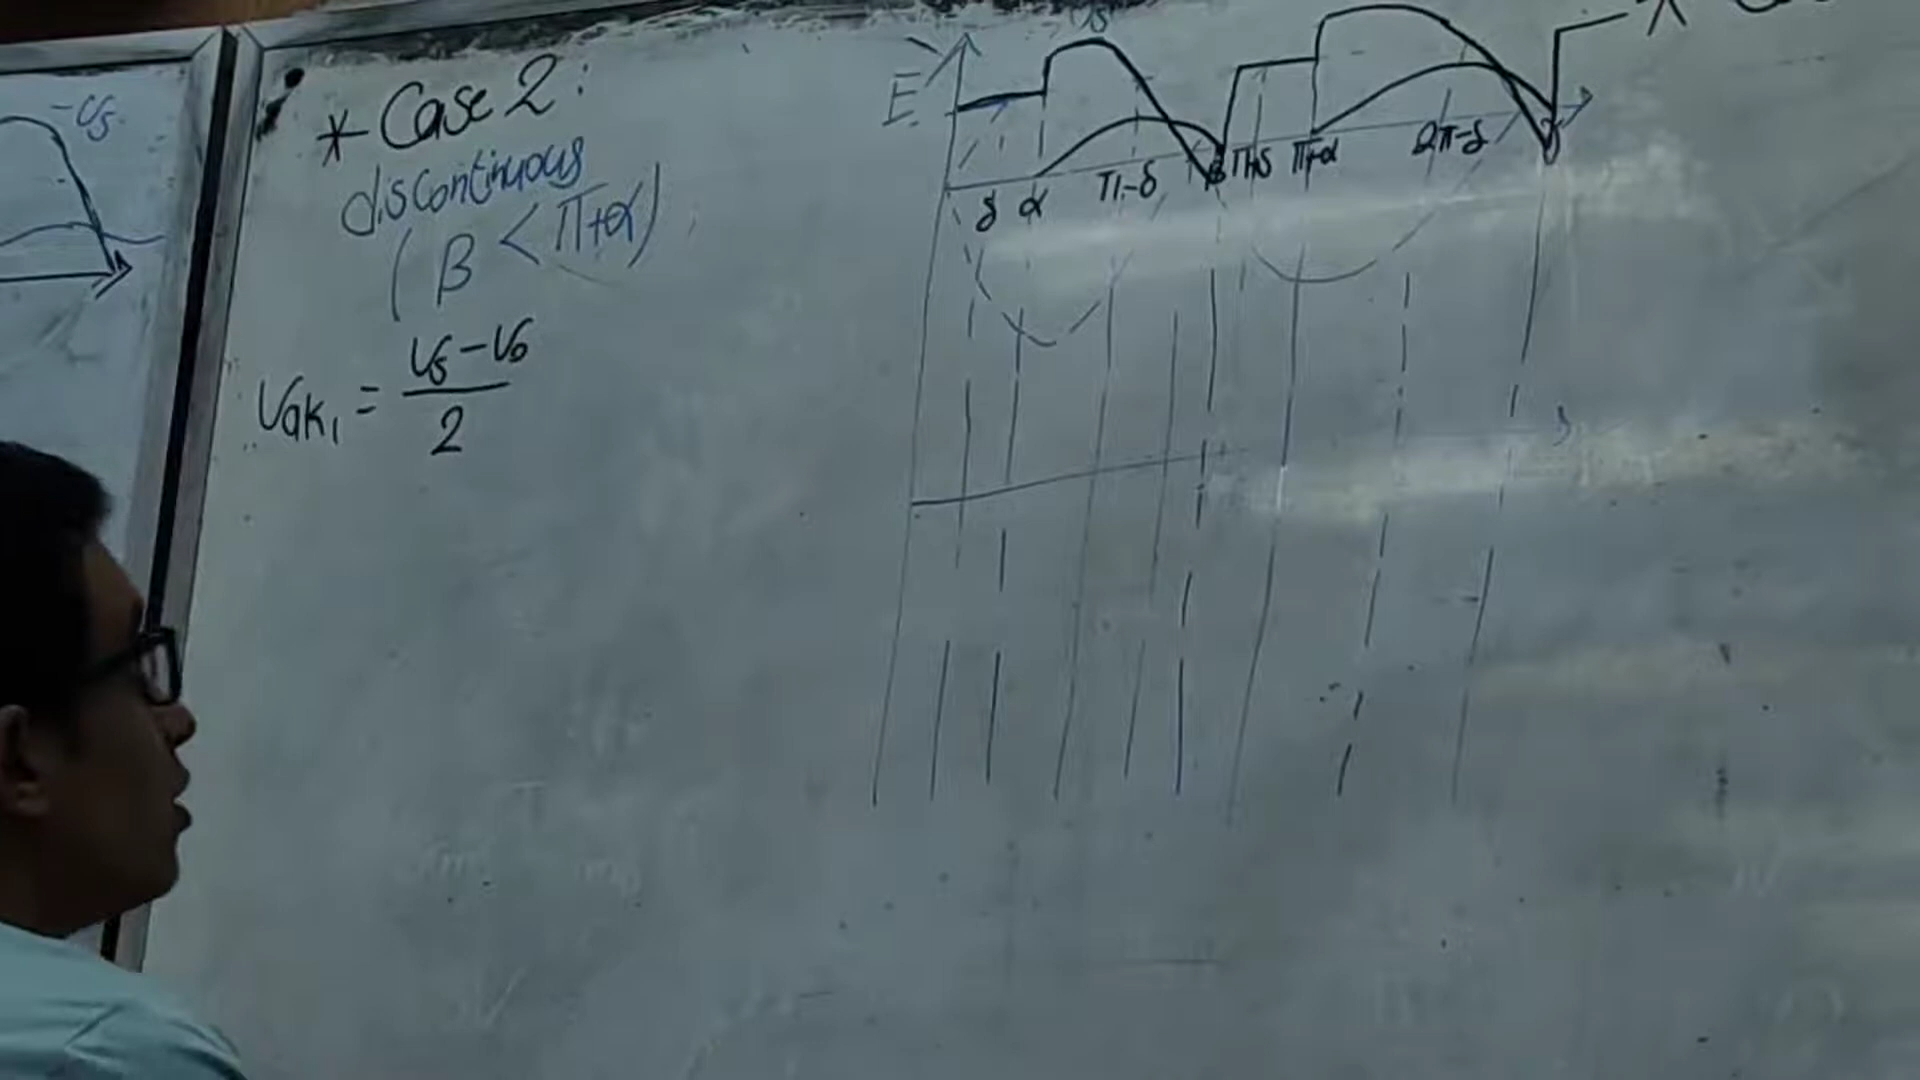 -Vs
* Case 2:
discontinuous
(β < π+α)
Vak1 = (Vs - Vo) / 2
E
δ α π-δ β π+δ π+α 2π-δ